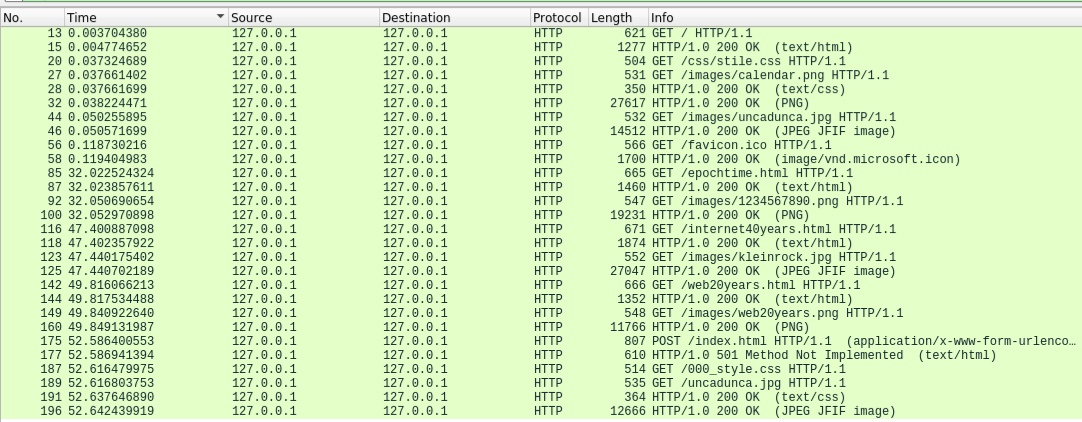 No. Time Source Destination Protocol Length Info
13 0.003704380 127.0.0.1 127.0.0.1 HTTP 621 GET / HTTP/1.1
15 0.004774652 127.0.0.1 127.0.0.1 HTTP 1277 HTTP/1.0 200 OK (text/html)
20 0.037324689 127.0.0.1 127.0.0.1 HTTP 504 GET /css/stile.css HTTP/1.1
27 0.037661402 127.0.0.1 127.0.0.1 HTTP 531 GET /images/calendar.png HTTP/1.1
28 0.037661699 127.0.0.1 127.0.0.1 HTTP 350 HTTP/1.0 200 OK (text/css)
32 0.038224471 127.0.0.1 127.0.0.1 HTTP 27617 HTTP/1.0 200 OK (PNG)
44 0.050255895 127.0.0.1 127.0.0.1 HTTP 532 GET /images/uncadunca.jpg HTTP/1.1
46 0.050571699 127.0.0.1 127.0.0.1 HTTP 14512 HTTP/1.0 200 OK (JPEG JFIF image)
56 0.118730216 127.0.0.1 127.0.0.1 HTTP 566 GET /favicon.ico HTTP/1.1
58 0.119404983 127.0.0.1 127.0.0.1 HTTP 1700 HTTP/1.0 200 OK (image/vnd.microsoft.icon)
85 32.022524324 127.0.0.1 127.0.0.1 HTTP 665 GET /epochtime.html HTTP/1.1
87 32.023857611 127.0.0.1 127.0.0.1 HTTP 1460 HTTP/1.0 200 OK (text/html)
92 32.050690654 127.0.0.1 127.0.0.1 HTTP 547 GET /images/1234567890.png HTTP/1.1
100 32.052970898 127.0.0.1 127.0.0.1 HTTP 19231 HTTP/1.0 200 OK (PNG)
116 47.400887098 127.0.0.1 127.0.0.1 HTTP 671 GET /internet40years.html HTTP/1.1
118 47.402357922 127.0.0.1 127.0.0.1 HTTP 1874 HTTP/1.0 200 OK (text/html)
123 47.440175402 127.0.0.1 127.0.0.1 HTTP 552 GET /images/kleinrock.jpg HTTP/1.1
125 47.440702189 127.0.0.1 127.0.0.1 HTTP 27047 HTTP/1.0 200 OK (JPEG JFIF image)
142 49.816066213 127.0.0.1 127.0.0.1 HTTP 666 GET /web20years.html HTTP/1.1
144 49.817534488 127.0.0.1 127.0.0.1 HTTP 1352 HTTP/1.0 200 OK (text/html)
149 49.840922640 127.0.0.1 127.0.0.1 HTTP 548 GET /images/web20years.png HTTP/1.1
160 49.849131987 127.0.0.1 127.0.0.1 HTTP 11766 HTTP/1.0 200 OK (PNG)
175 52.586400553 127.0.0.1 127.0.0.1 HTTP 807 POST /index.html HTTP/1.1 (application/x-www-form-urlenco…
177 52.586941394 127.0.0.1 127.0.0.1 HTTP 610 HTTP/1.0 501 Method Not Implemented (text/html)
187 52.616479975 127.0.0.1 127.0.0.1 HTTP 514 GET /000_style.css HTTP/1.1
189 52.616803753 127.0.0.1 127.0.0.1 HTTP 535 GET /uncadunca.jpg HTTP/1.1
191 52.637646890 127.0.0.1 127.0.0.1 HTTP 364 HTTP/1.0 200 OK (text/css)
196 52.642439919 127.0.0.1 127.0.0.1 HTTP 12666 HTTP/1.0 200 OK (JPEG JFIF image)